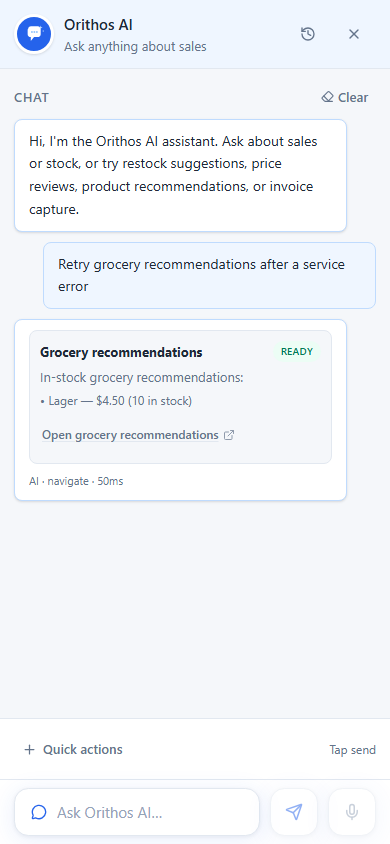 Orithos AI
Ask anything about sales
CHAT
Clear
Hi, I'm the Orithos AI assistant. Ask about sales
or stock, or try restock suggestions, price
reviews, product recommendations, or invoice
capture.
Retry grocery recommendations after a service
error
Grocery recommendations
READY
In-stock grocery recommendations:
• Lager — $4.50 (10 in stock)
Open grocery recommendations
AI · navigate · 50ms
Quick actions
Tap send
Ask Orithos AI...